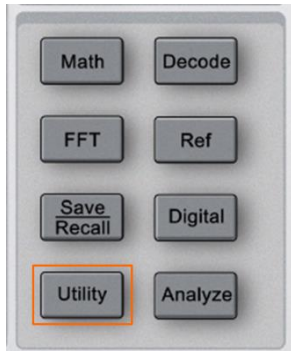 Math
Decode
FFT
Ref
Save
Recall
Digital
Utility
Analyze